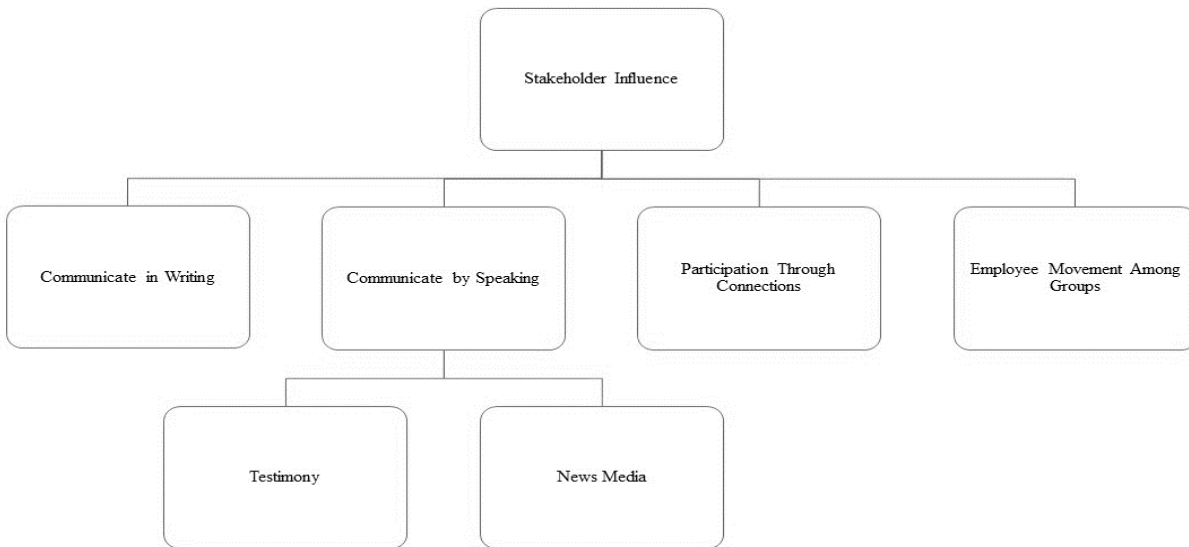 Stakeholder Influence
Communicate in Writing
Communicate by Speaking
Participation Through
Connections
Employee Movement Among
Groups
Testimony
News Media